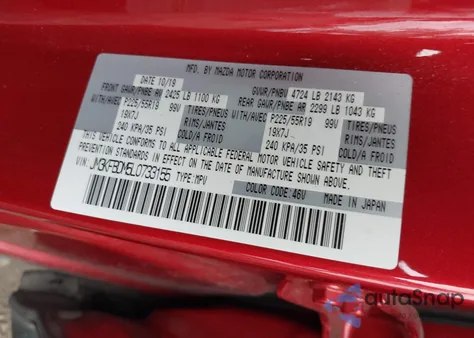 MFD. BY MAZDA MOTOR CORPORATION
DATE 10/19 GVWR/PNBV 4724 LB 2143 KG
FRONT GAWR/PNBE AV 2425 LB 1100 KG REAR GAWR/PNBE AR 2299 LB 1043 KG
WITH/AVEC P225/55R19 99V TIRES/PNEUS WITH/AVEC P225/55R19 99V TIRES/PNEUS
19X7J RIMS/JANTES 19X7J RIMS/JANTES
240 KPA/35 PSI COLD/A FROID 240 KPA/35 PSI COLD/A FROID
THIS VEHICLE CONFORMS TO ALL APPLICABLE FEDERAL MOTOR VEHICLE SAFETY AND THEFT
PREVENTION STANDARDS IN EFFECT ON THE DATE OF MANUFACTURE SHOWN ABOVE.
VIN: JM3KFBDM5L0733155 TYPE:MPV
COLOR CODE:46V
MADE IN JAPAN
autoSnap